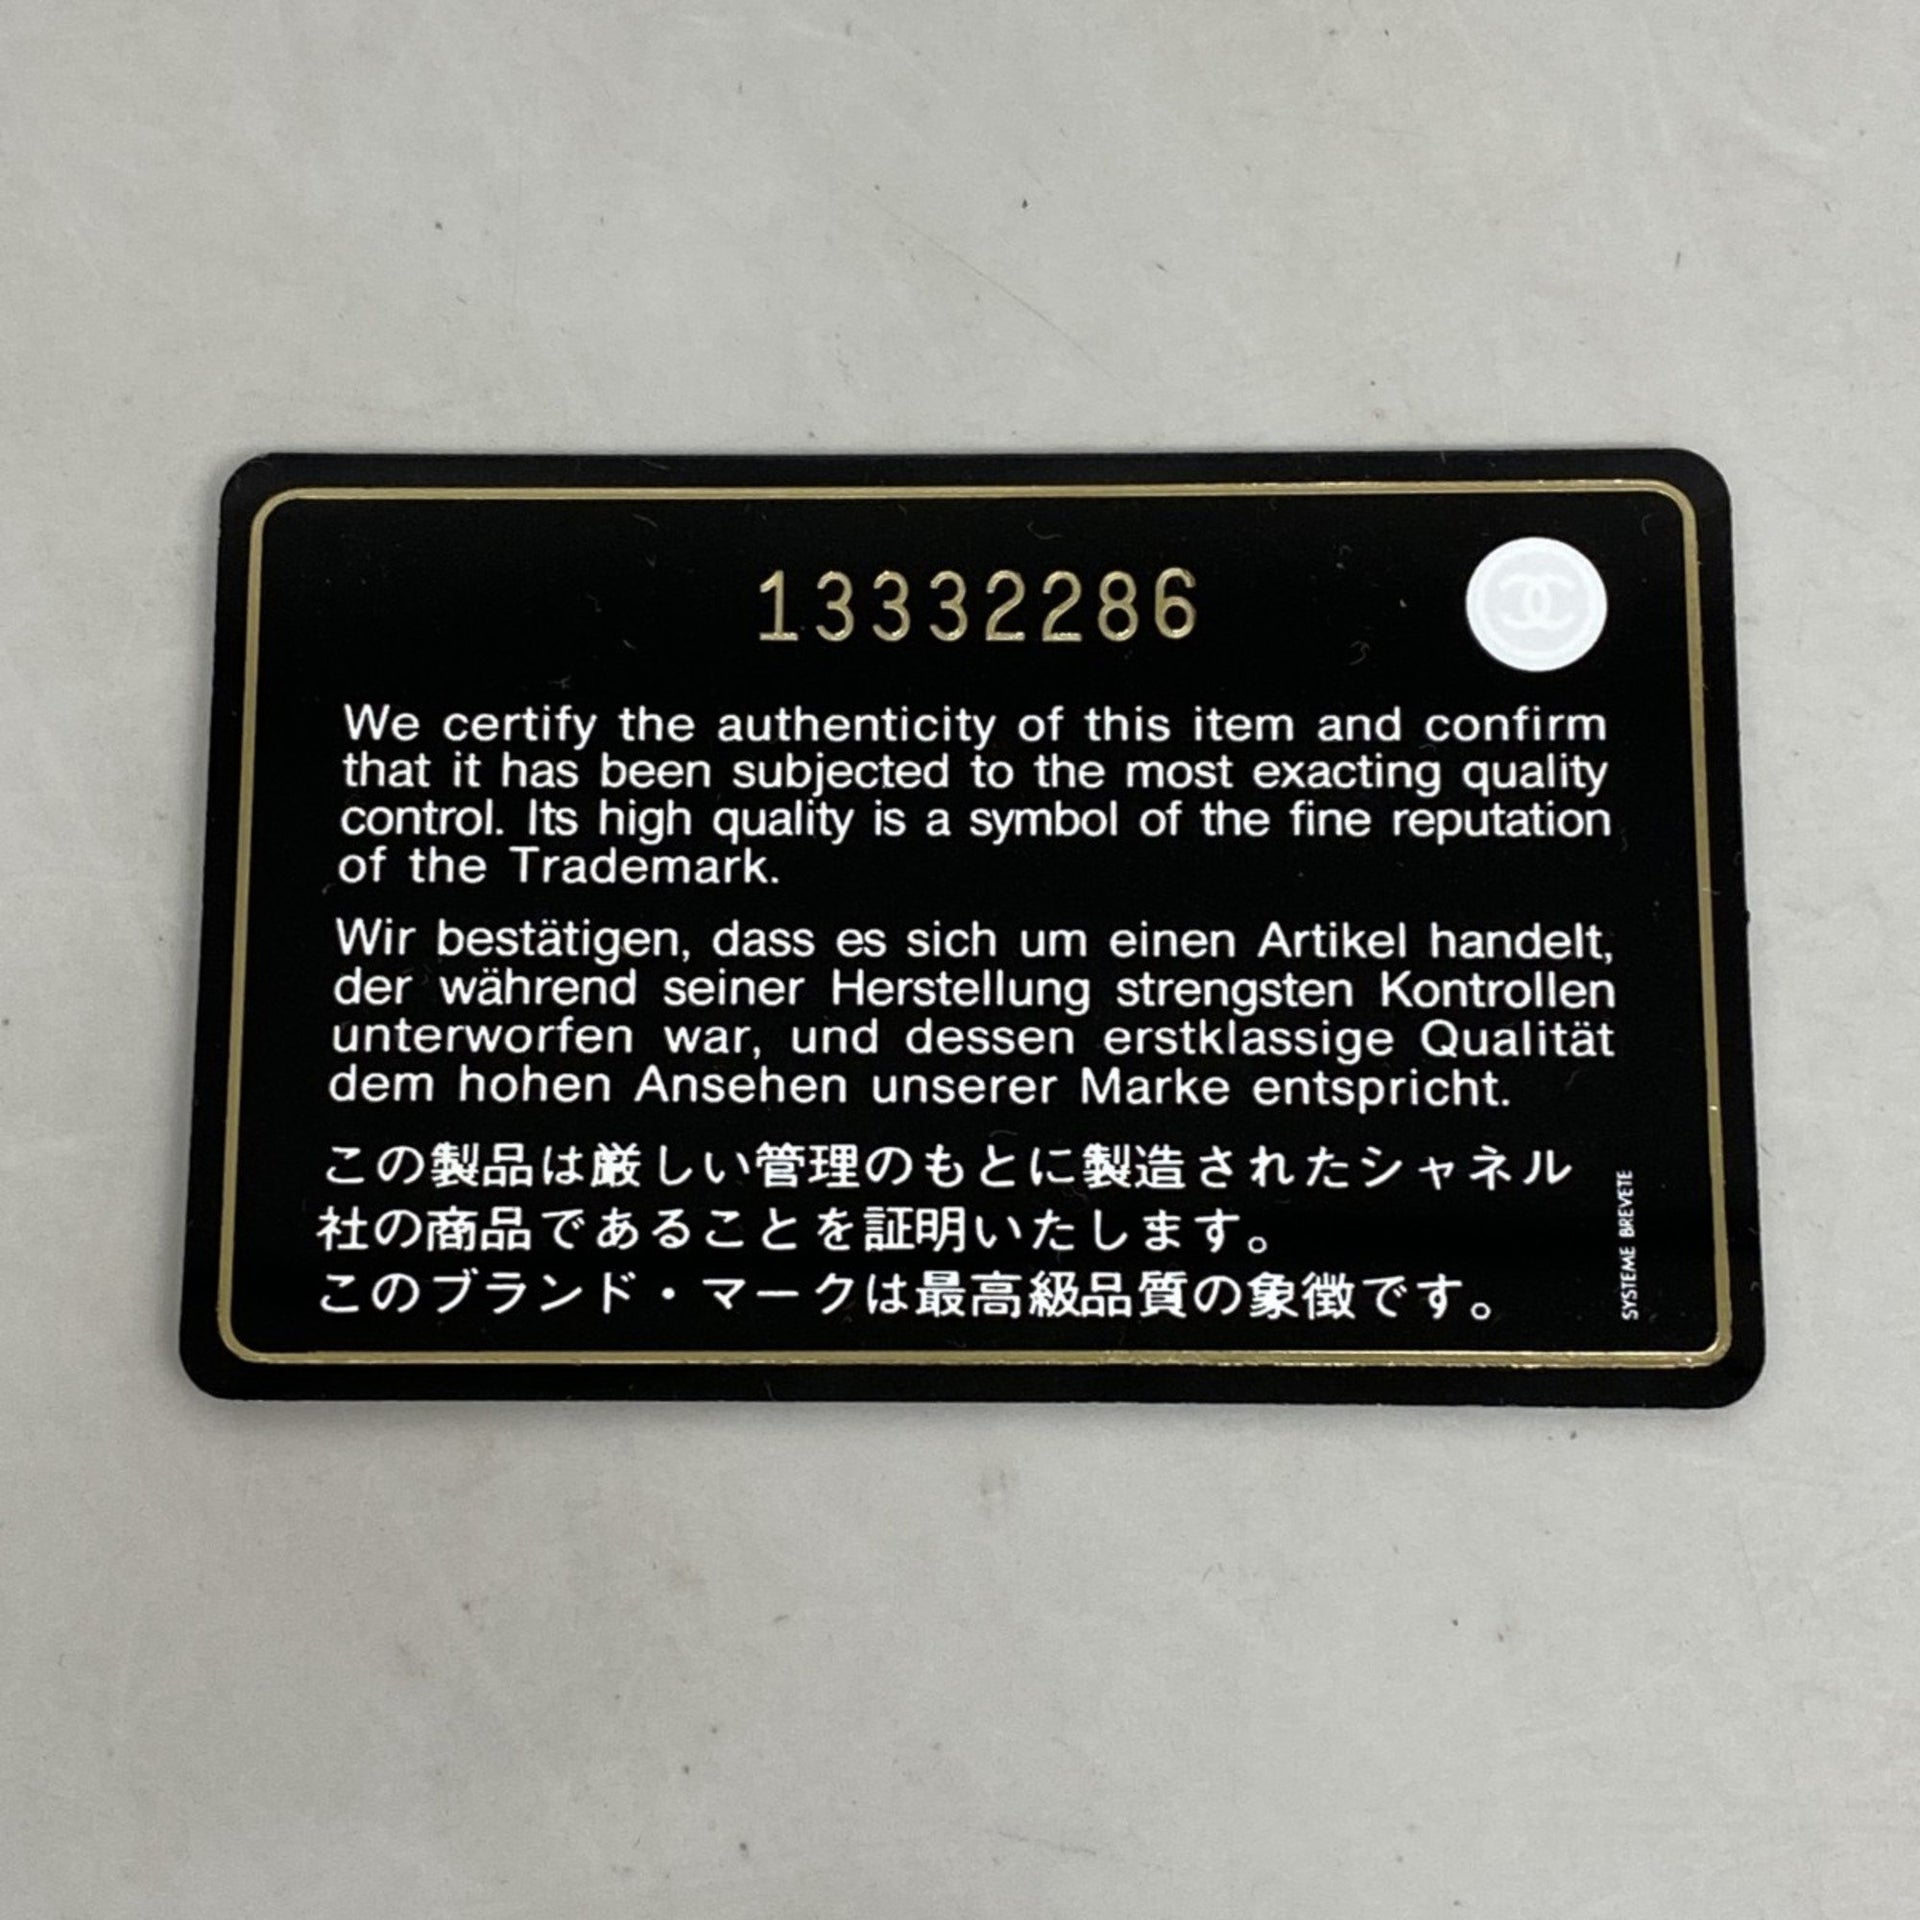 13332286
We certify the authenticity of this item and confirm
that it has been subjected to the most exacting quality
control. Its high quality is a symbol of the fine reputation
of the Trademark.
Wir bestätigen, dass es sich um einen Artikel handelt,
der während seiner Herstellung strengsten Kontrollen
unterworfen war, und dessen erstklassige Qualität
dem hohen Ansehen unserer Marke entspricht.
この製品は厳しい管理のもとに製造されたシャネル
社の商品であることを証明いたします。
このブランド・マークは最高級品質の象徴です。
SYSTEME BREVETE